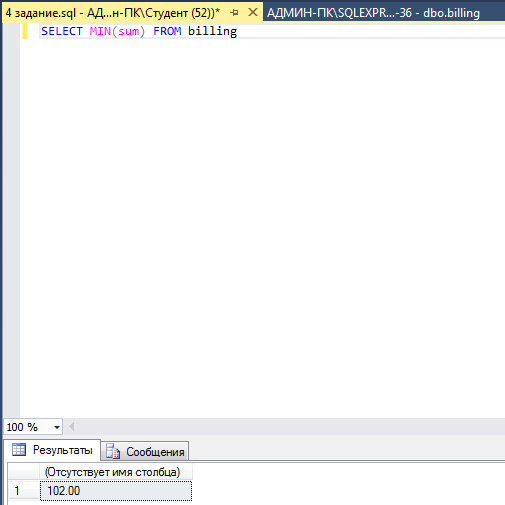 4 задание.sql - АД...н-ПК\Студент (52))* АДМИН-ПК\SQLEXPR...-36 - dbo.billing
SELECT MIN(sum) FROM billing
100 %
Результаты Сообщения
(Отсутствует имя столбца)
1 102.00